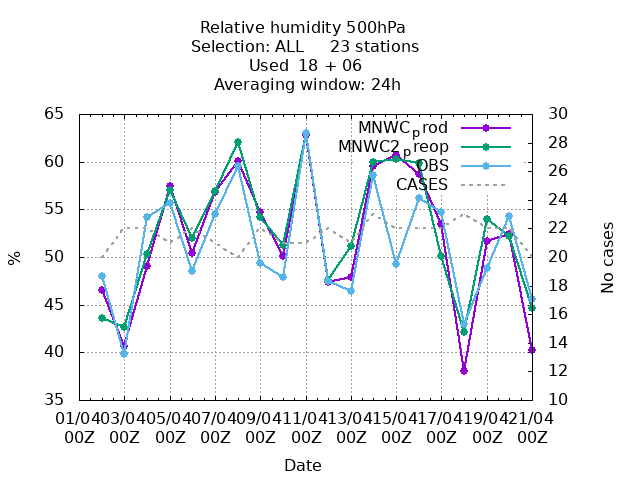 Relative humidity 500hPa
Selection: ALL 23 stations
Used 18 + 06
Averaging window: 24h
65
60
55
50
45
40
35
30
28
26
24
22
20
18
16
14
12
10
MNWCprod
MNWC2preop
OBS
CASES
%
No cases
01/04 03/04 05/04 07/04 09/04 11/04 13/04 15/04 17/04 19/04 21/04
00Z 00Z 00Z 00Z 00Z 00Z 00Z 00Z 00Z 00Z 00Z
Date